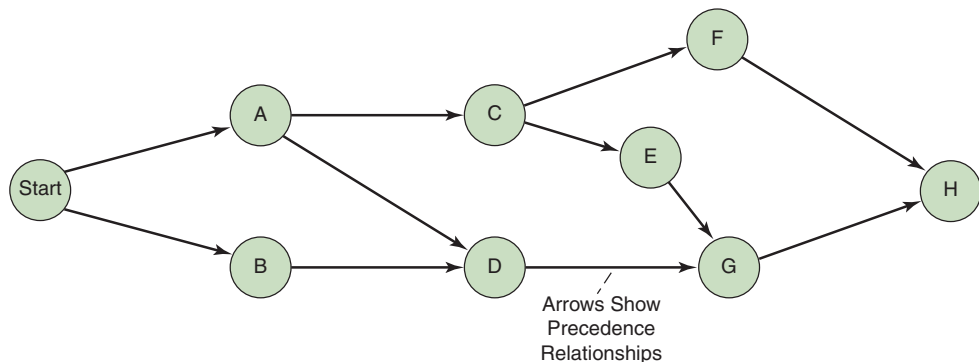 F
A
C
E
Start
H
B
D
G
Arrows Show
Precedence
Relationships